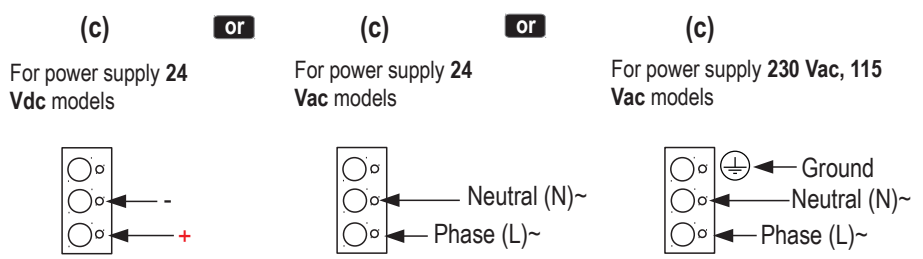 (c)
or
(c)
or
(c)
For power supply 24
Vdc models
For power supply 24
Vac models
For power supply 230 Vac, 115
Vac models
-
+
Neutral (N)~
Phase (L)~
Ground
Neutral (N)~
Phase (L)~